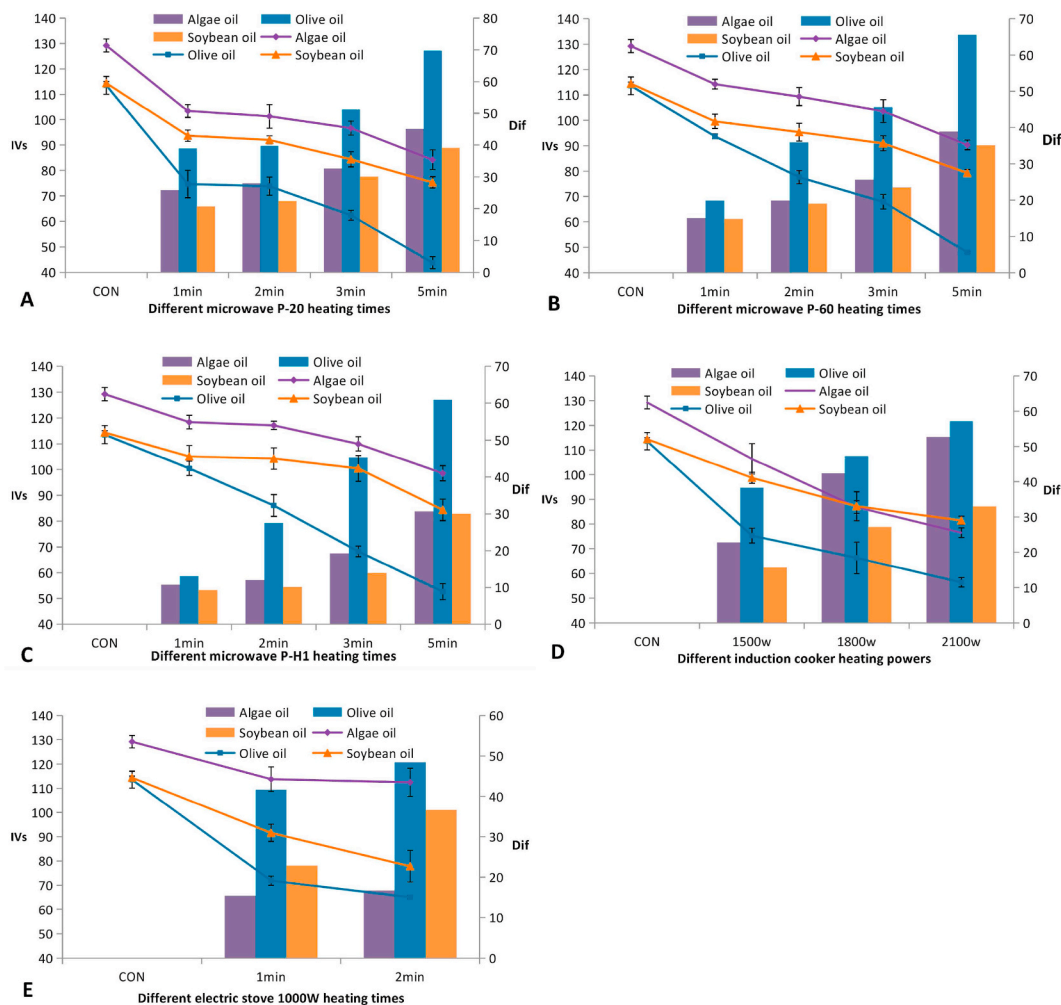 Algae oil Olive oil
Soybean oil Algae oil
Olive oil Soybean oil
140
130
120
110
100
90
80
70
60
50
40
IVs
80
70
60
50
40
30
20
10
0
Dif
CON 1min 2min 3min 5min
A Different microwave P-20 heating times
Algae oil Olive oil
Soybean oil Algae oil
Olive oil Soybean oil
140
130
120
110
100
90
80
70
60
50
40
IVs
70
60
50
40
30
20
10
0
Dif
CON 1min 2min 3min 5min
B Different microwave P-60 heating times
Algae oil Olive oil
Soybean oil Algae oil
Olive oil Soybean oil
140
130
120
110
100
90
80
70
60
50
40
IVs
70
60
50
40
30
20
10
0
Dif
CON 1min 2min 3min 5min
C Different microwave P-H1 heating times
Algae oil Olive oil
Soybean oil Algae oil
Olive oil Soybean oil
140
130
120
110
100
90
80
70
60
50
40
IVs
70
60
50
40
30
20
10
0
Dif
CON 1500w 1800w 2100w
D Different induction cooker heating powers
Algae oil Olive oil
Soybean oil Algae oil
Olive oil Soybean oil
140
130
120
110
100
90
80
70
60
50
40
IVs
60
50
40
30
20
10
0
Dif
CON 1min 2min
E Different electric stove 1000W heating times